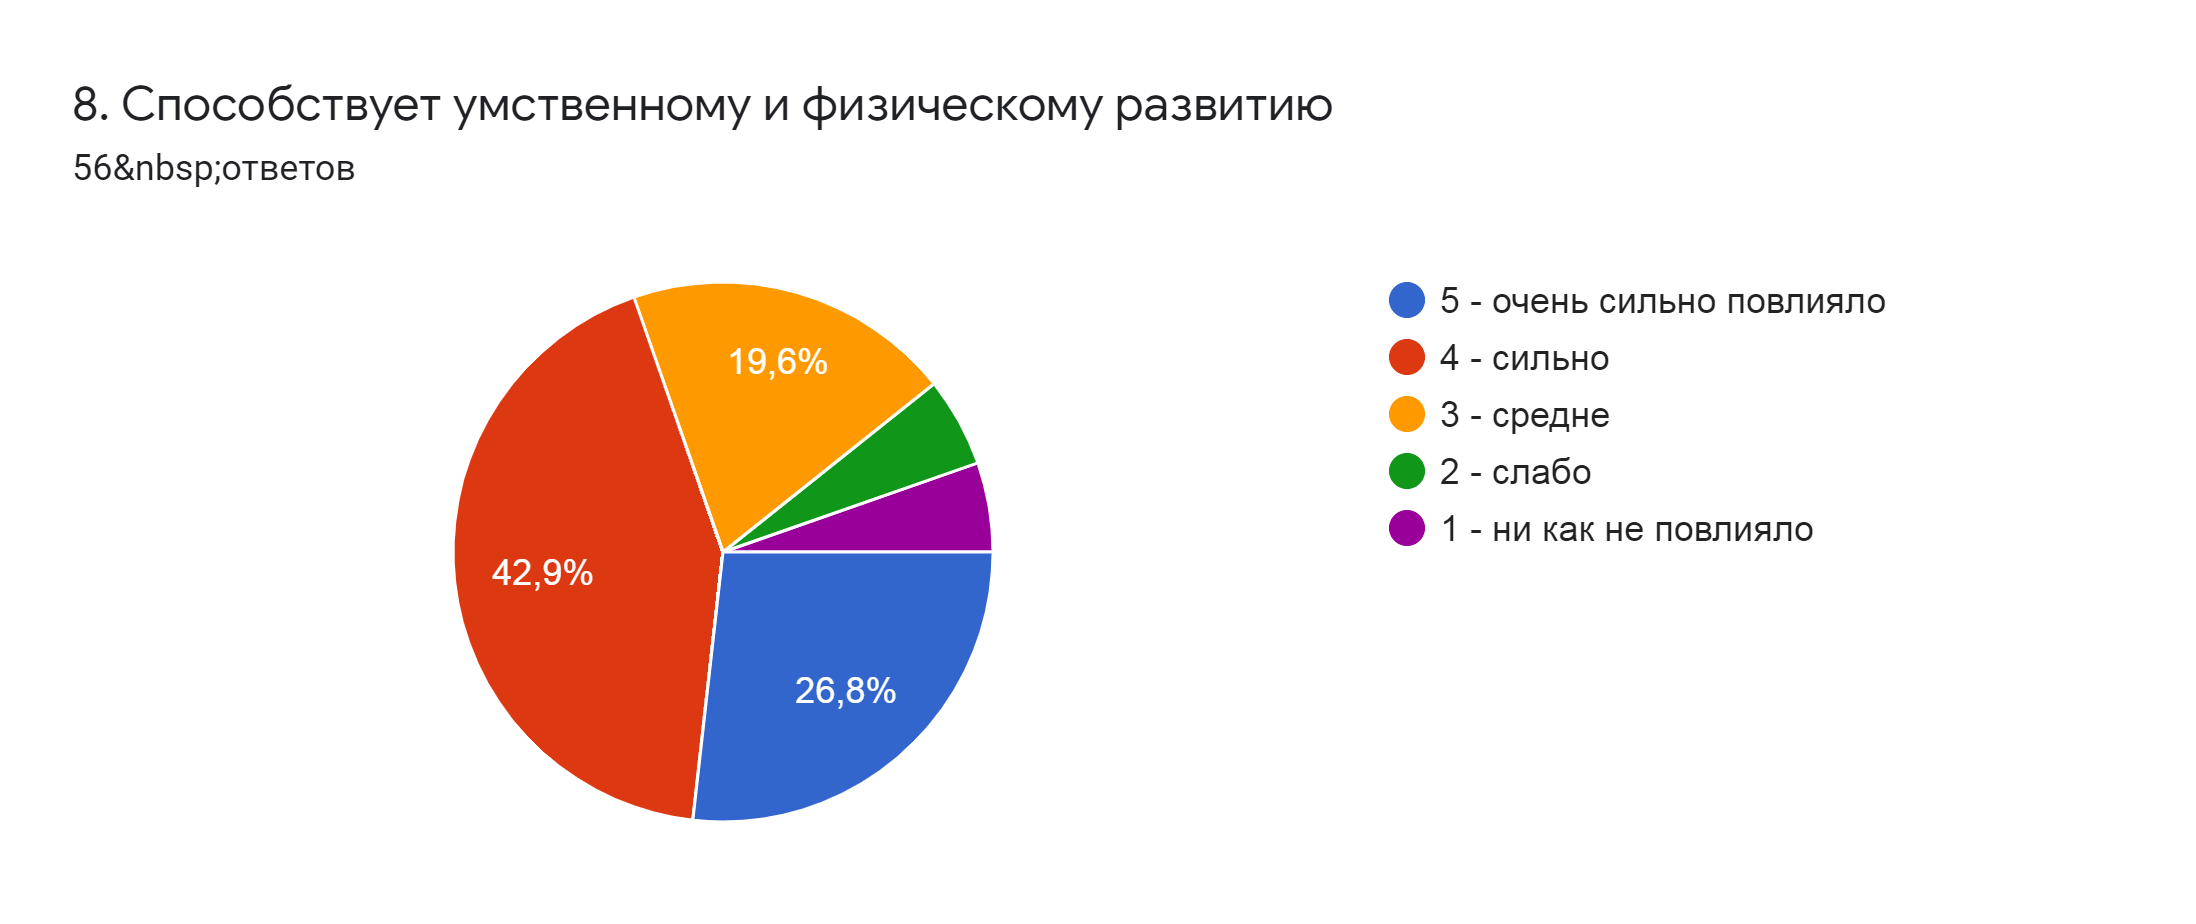 8. Способствует умственному и физическому развитию
56&nbsp;ответов
19,6%
42,9%
26,8%
5 - очень сильно повлияло
4 - сильно
3 - средне
2 - слабо
1 - ни как не повлияло